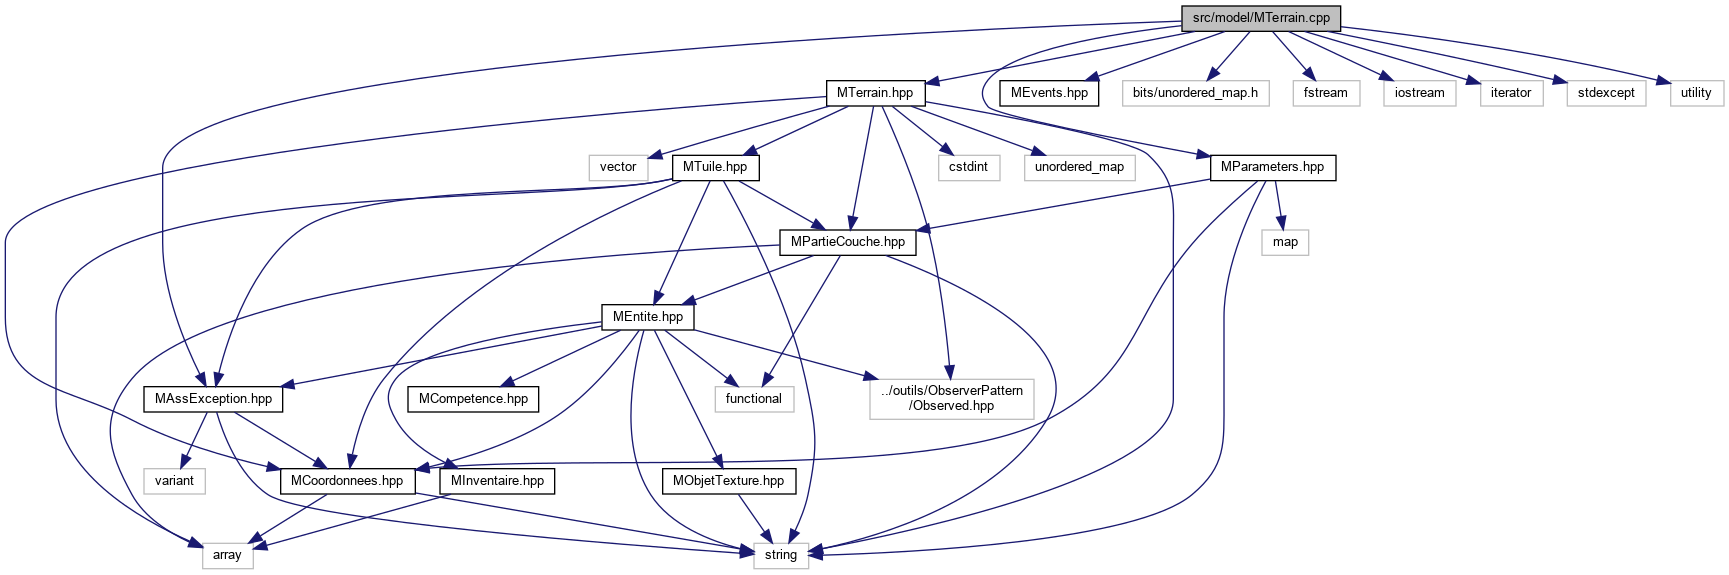 src/model/MTerrain.cpp
MTerrain.hpp
MEvents.hpp
bits/unordered_map.h
fstream
iostream
iterator
stdexcept
utility
vector
MTuile.hpp
cstdint
unordered_map
MParameters.hpp
MPartieCouche.hpp
map
MEntite.hpp
MAssException.hpp
MCompetence.hpp
functional
../outils/ObserverPattern
/Observed.hpp
variant
MCoordonnees.hpp
MInventaire.hpp
MObjetTexture.hpp
array
string